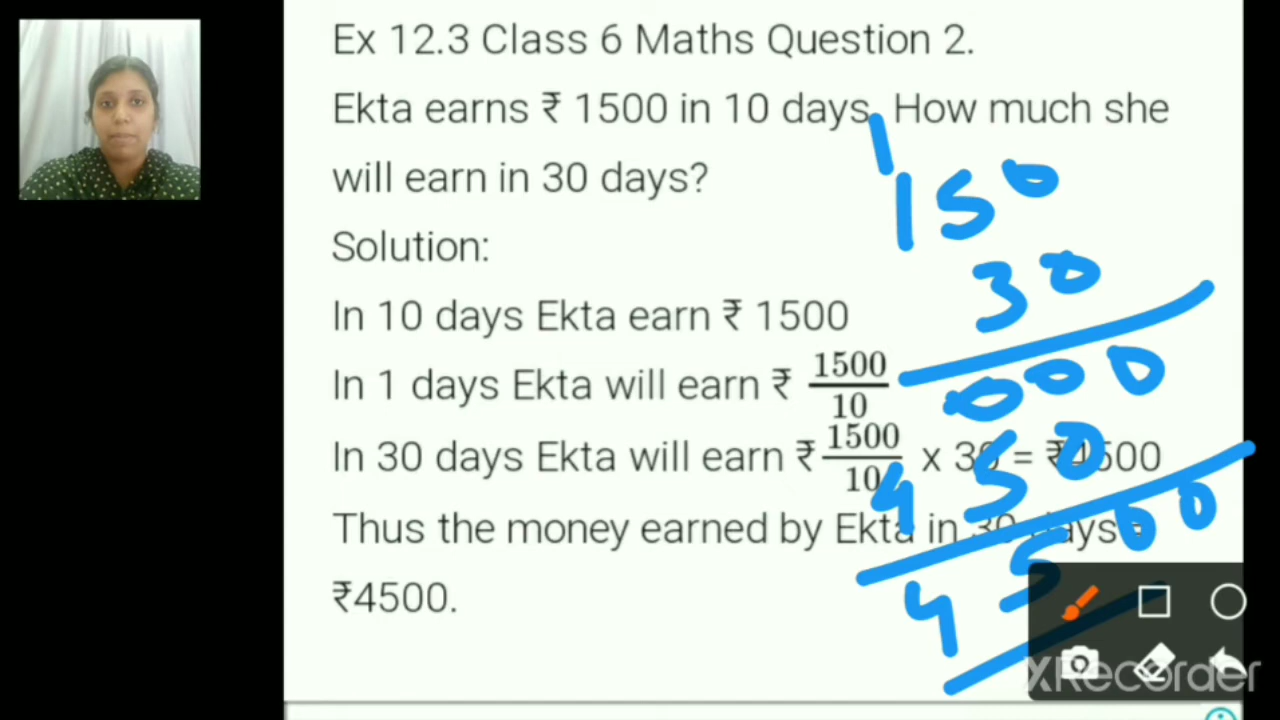 Ex 12.3 Class 6 Maths Question 2.
Ekta earns ₹ 1500 in 10 days. How much she
will earn in 30 days?
Solution:
In 10 days Ekta earn ₹ 1500
In 1 days Ekta will earn ₹ 1500/10
In 30 days Ekta will earn ₹ 1500/10 x 30 = ₹4500
Thus the money earned by Ekta in 30 days =
₹4500.
1
150
30
000
450
4500
XRecorder